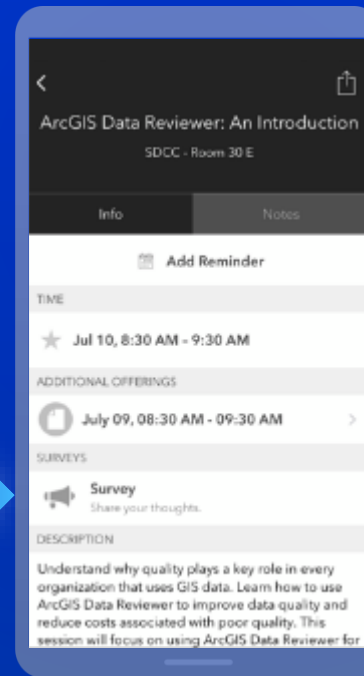 ArcGIS Data Reviewer: An Introduction
SDCC - Room 30 E
Info
Notes
Add Reminder
TIME
Jul 10, 8:30 AM - 9:30 AM
ADDITIONAL OFFERINGS
July 09, 08:30 AM - 09:30 AM
SURVEYS
Survey
Share your thoughts.
DESCRIPTION
Understand why quality plays a key role in every
organization that uses GIS data. Learn how to use
ArcGIS Data Reviewer to improve data quality and
reduce costs associated with poor quality. This
session will focus on using ArcGIS Data Reviewer for